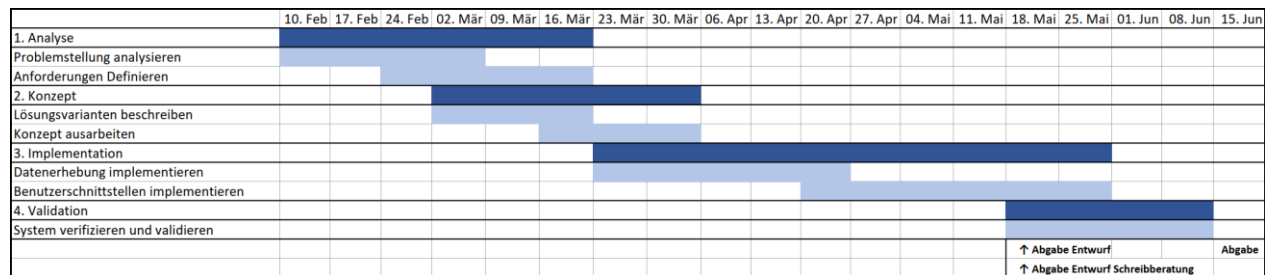 10. Feb 17. Feb 24. Feb 02. Mär 09. Mär 16. Mär 23. Mär 30. Mär 06. Apr 13. Apr 20. Apr 27. Apr 04. Mai 11. Mai 18. Mai 25. Mai 01. Jun 08. Jun 15. Jun
1. Analyse
Problemstellung analysieren
Anforderungen Definieren
2. Konzept
Lösungsvarianten beschreiben
Konzept ausarbeiten
3. Implementation
Datenerhebung implementieren
Benutzerschnittstellen implementieren
4. Validation
System verifizieren und validieren
↑ Abgabe Entwurf Abgabe
↑ Abgabe Entwurf Schreibberatung